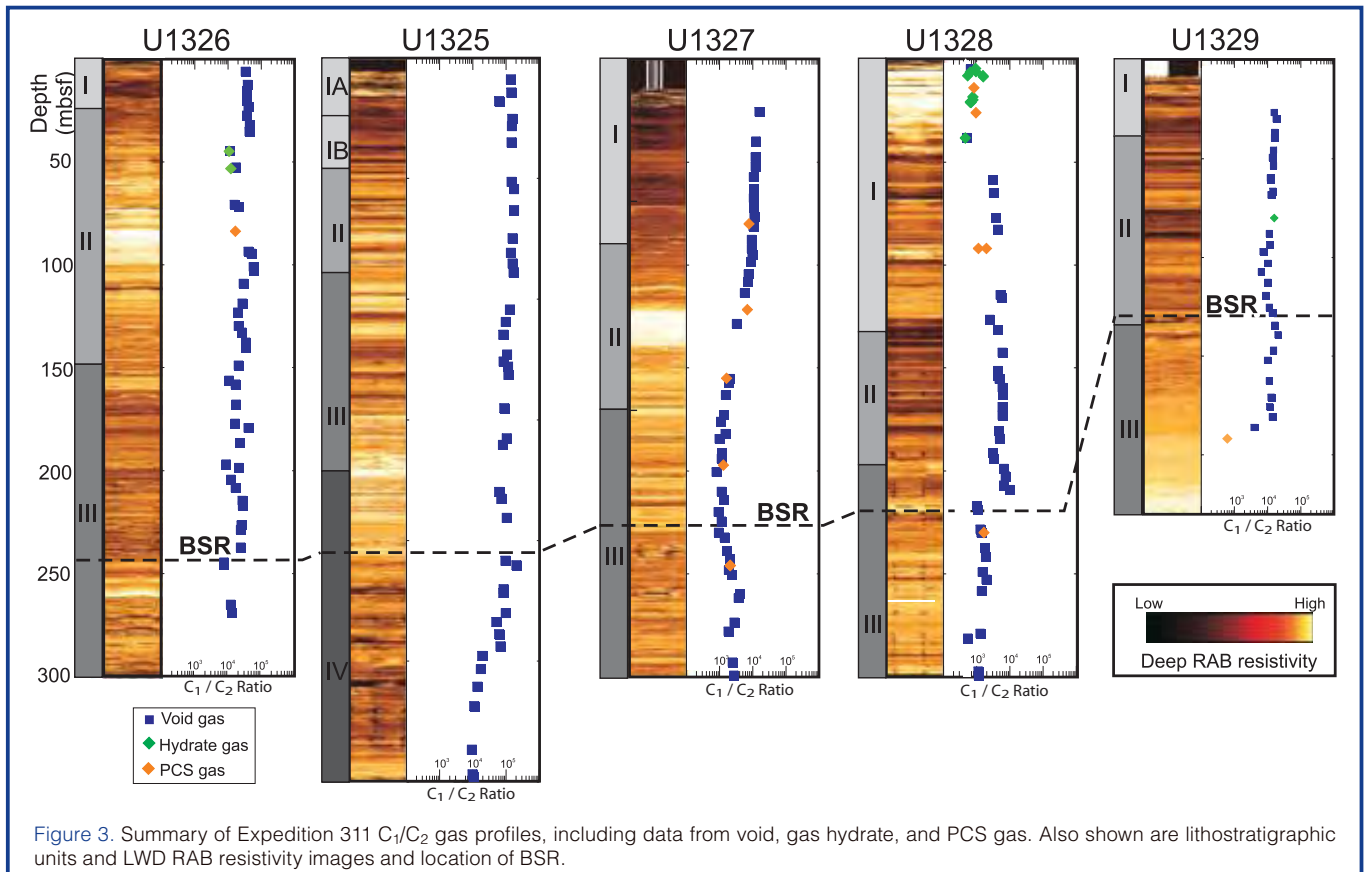 U1326 U1325 U1327 U1328 U1329
Depth
(mbsf)
50
100
150
200
250
300
I
II
III
IA
IB
II
III
IV
I
II
III
I
II
III
I
II
III
BSR
BSR
BSR
10³ 10⁴ 10⁵
C₁ / C₂ Ratio
10³ 10⁴ 10⁵
C₁ / C₂ Ratio
10³ 10⁴ 10⁵
C₁ / C₂ Ratio
10³ 10⁴ 10⁵
C₁ / C₂ Ratio
10³ 10⁴ 10⁵
C₁ / C₂ Ratio
Void gas
Hydrate gas
PCS gas
Low High
Deep RAB resistivity
Figure 3. Summary of Expedition 311 C₁/C₂ gas profiles, including data from void, gas hydrate, and PCS gas. Also shown are lithostratigraphic
units and LWD RAB resistivity images and location of BSR.